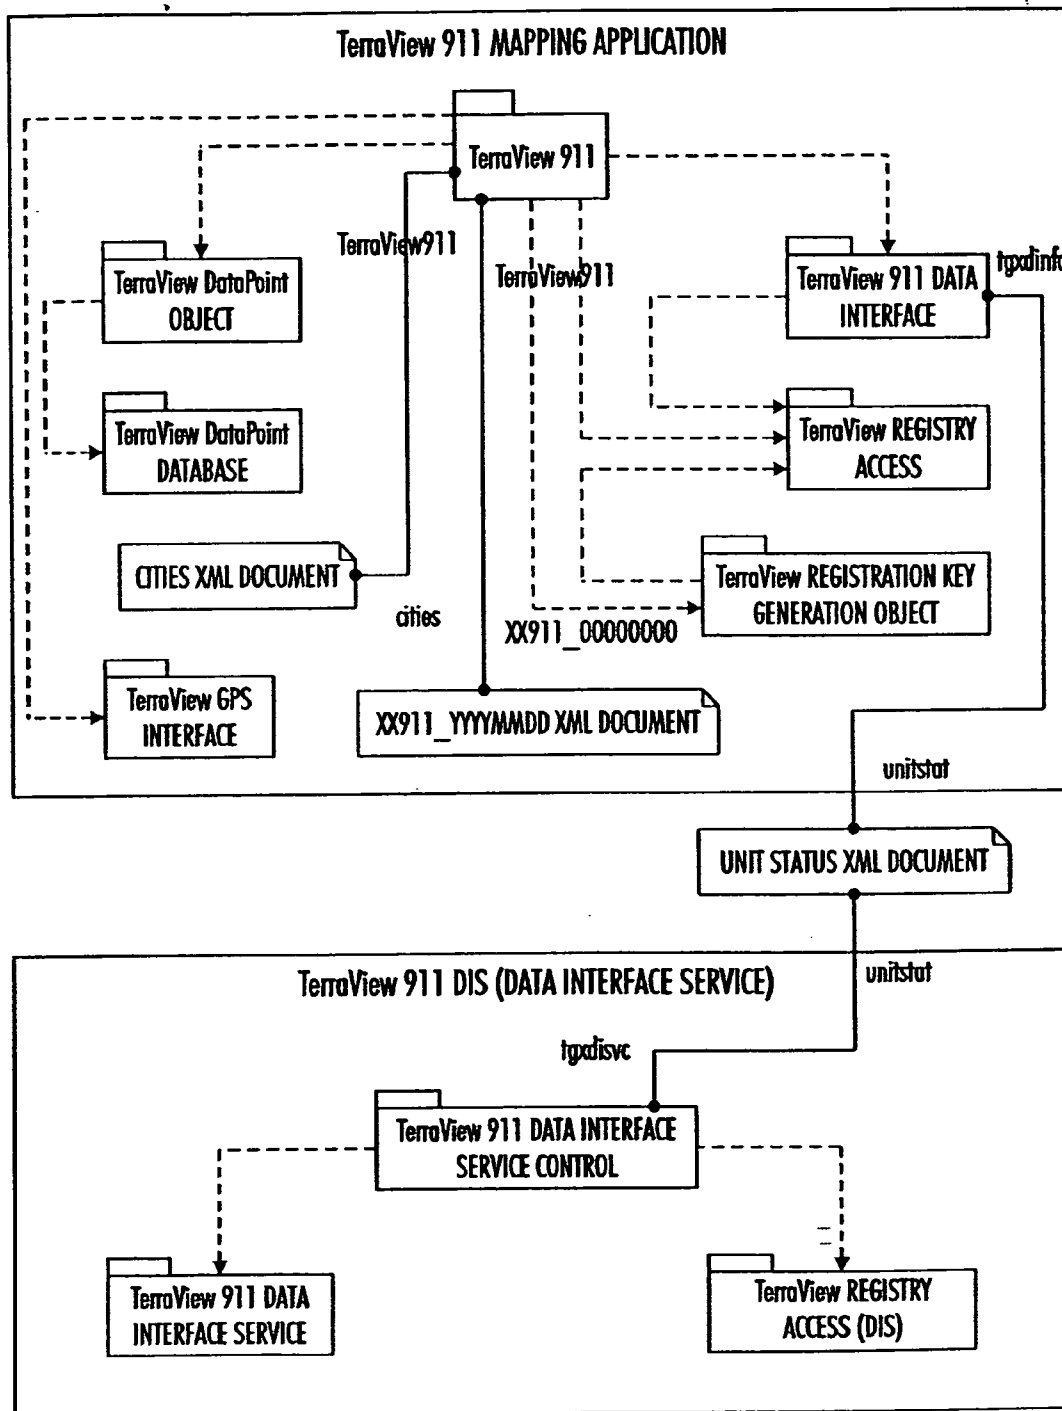 TerraView 911 MAPPING APPLICATION
TerraView 911
TerraView911
TerraView911
TerraView DataPoint
OBJECT
TerraView 911 DATA
INTERFACE
tgxdinfc
TerraView DataPoint
DATABASE
TerraView REGISTRY
ACCESS
CITIES XML DOCUMENT
cities
TerraView REGISTRATION KEY
GENERATION OBJECT
XX911_00000000
TerraView GPS
INTERFACE
XX911_YYYYMMDD XML DOCUMENT
unitstat
UNIT STATUS XML DOCUMENT
unitstat
TerraView 911 DIS (DATA INTERFACE SERVICE)
tgxdisvc
TerraView 911 DATA INTERFACE
SERVICE CONTROL
TerraView 911 DATA
INTERFACE SERVICE
TerraView REGISTRY
ACCESS (DIS)